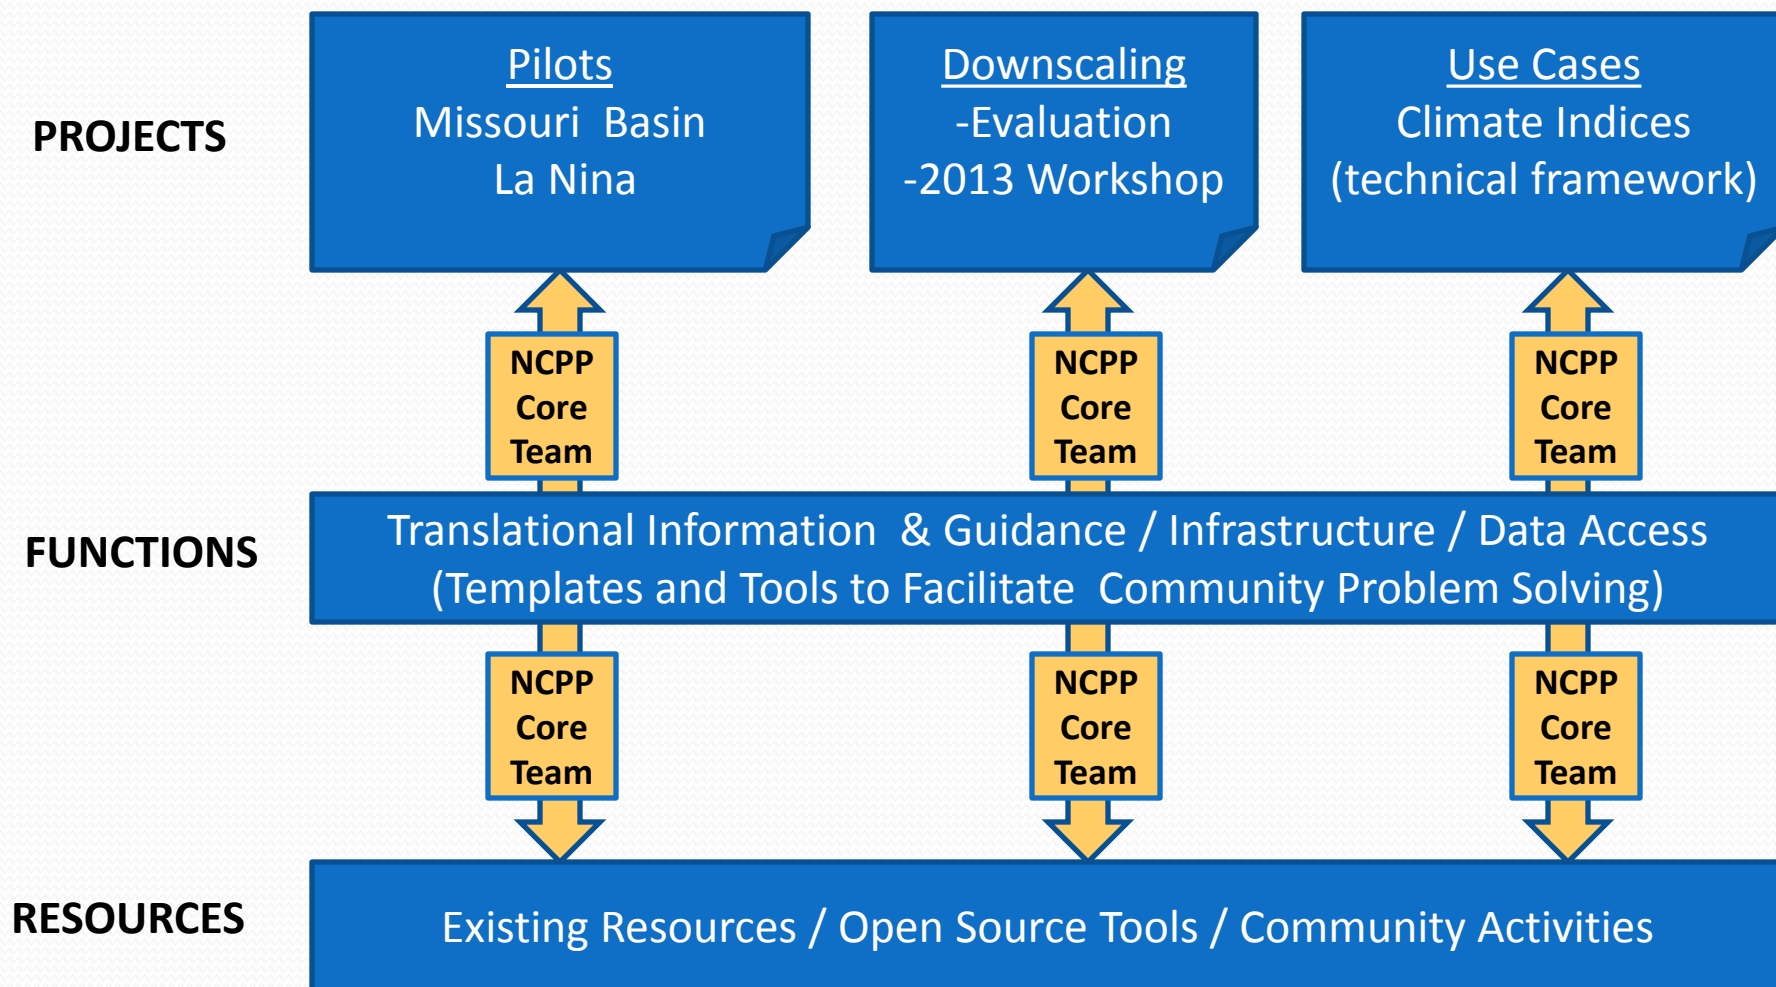 PROJECTS
Pilots
Missouri Basin
La Nina
Downscaling
-Evaluation
-2013 Workshop
Use Cases
Climate Indices
(technical framework)
NCPP
Core
Team
NCPP
Core
Team
NCPP
Core
Team
FUNCTIONS
Translational Information & Guidance / Infrastructure / Data Access
(Templates and Tools to Facilitate Community Problem Solving)
NCPP
Core
Team
NCPP
Core
Team
NCPP
Core
Team
RESOURCES
Existing Resources / Open Source Tools / Community Activities